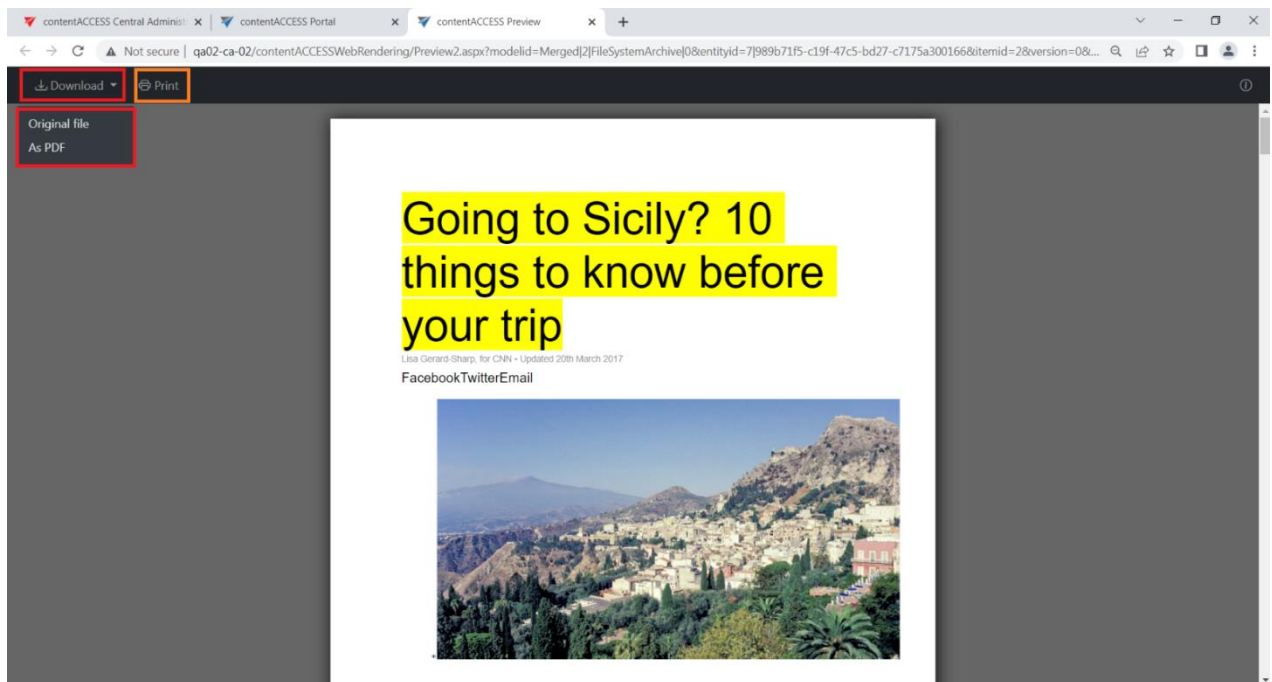 contentACCESS Central Administ
contentACCESS Portal
contentACCESS Preview
Not secure | qa02-ca-02/contentACCESSWebRendering/Preview2.aspx?modelid=Merged|2|FileSystemArchive|0&entityid=7|989b71f5-c19f-47c5-bd27-c7175a300166&itemid=2&version=0&...
Download
Print
Original file
As PDF
Going to Sicily? 10
things to know before
your trip
Lisa Gerard-Sharp, for CNN • Updated 20th March 2017
FacebookTwitterEmail